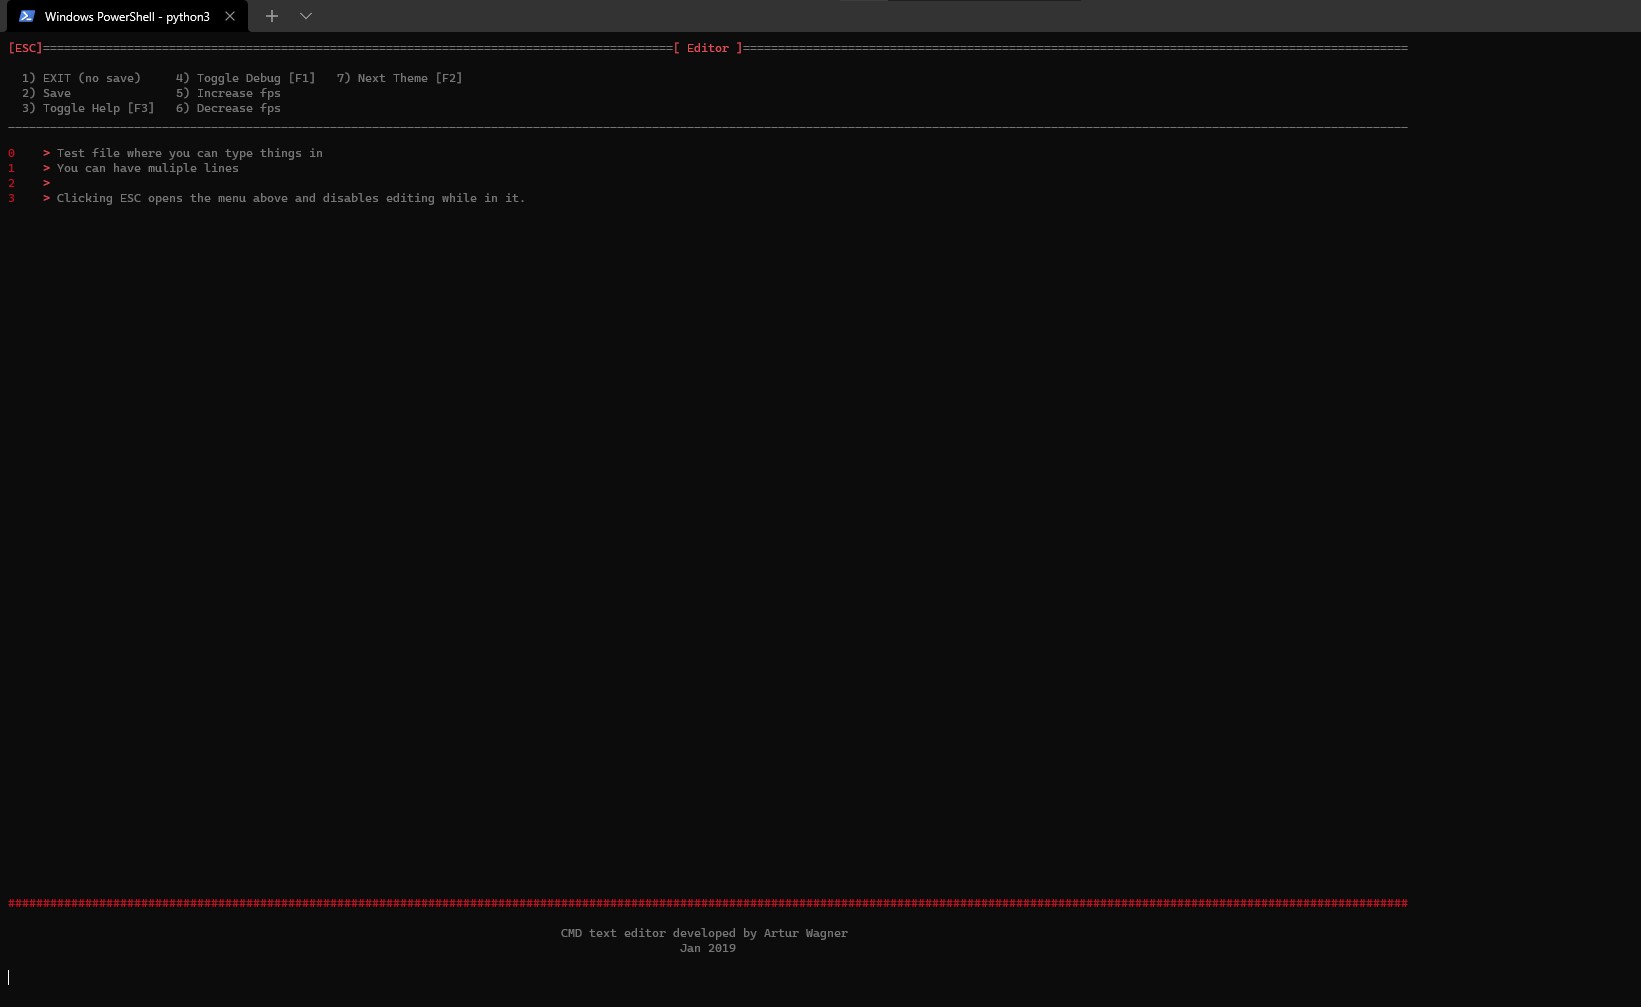 Windows PowerShell - python3
[ESC]==========================================================================================[ Editor ]===============================================================================================
1) EXIT (no save) 4) Toggle Debug [F1] 7) Next Theme [F2]
2) Save 5) Increase fps
3) Toggle Help [F3] 6) Decrease fps
0 > Test file where you can type things in
1 > You can have muliple lines
2 >
3 > Clicking ESC opens the menu above and disables editing while in it.
########################################################################################################################################################################################################
CMD text editor developed by Artur Wagner
Jan 2019